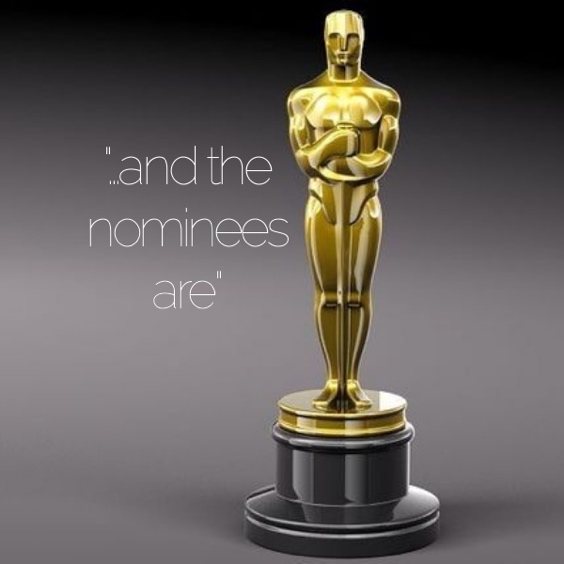 "...and the
nominees
are"